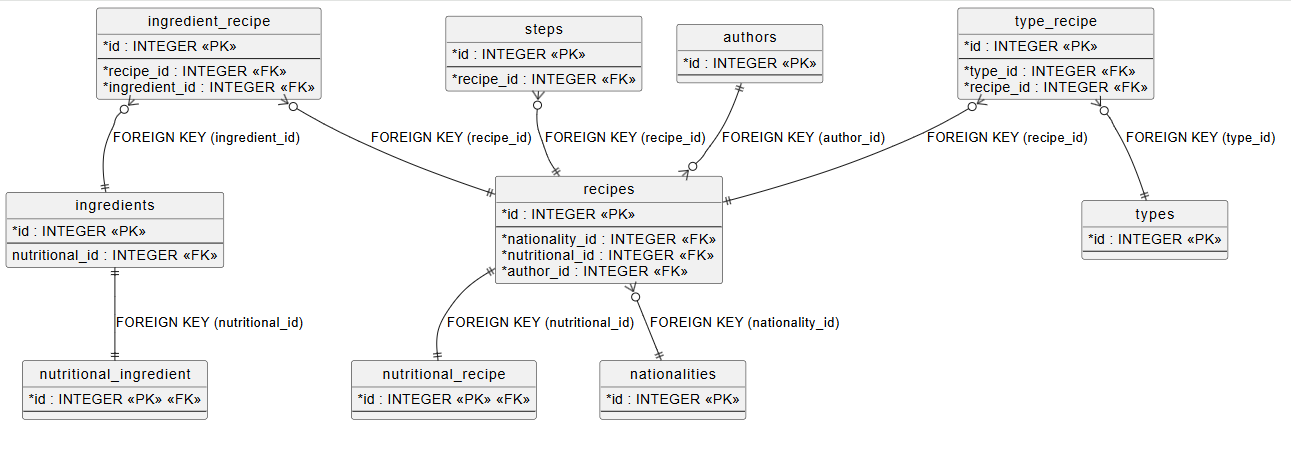 ingredient_recipe
*id : INTEGER «PK»
*recipe_id : INTEGER «FK»
*ingredient_id : INTEGER «FK»
steps
*id : INTEGER «PK»
*recipe_id : INTEGER «FK»
authors
*id : INTEGER «PK»
type_recipe
*id : INTEGER «PK»
*type_id : INTEGER «FK»
*recipe_id : INTEGER «FK»
FOREIGN KEY (ingredient_id)
FOREIGN KEY (recipe_id)
FOREIGN KEY (recipe_id)
FOREIGN KEY (author_id)
FOREIGN KEY (recipe_id)
FOREIGN KEY (type_id)
ingredients
*id : INTEGER «PK»
nutritional_id : INTEGER «FK»
recipes
*id : INTEGER «PK»
*nationality_id : INTEGER «FK»
*nutritional_id : INTEGER «FK»
*author_id : INTEGER «FK»
types
*id : INTEGER «PK»
FOREIGN KEY (nutritional_id)
FOREIGN KEY (nutritional_id)
FOREIGN KEY (nationality_id)
nutritional_ingredient
*id : INTEGER «PK» «FK»
nutritional_recipe
*id : INTEGER «PK» «FK»
nationalities
*id : INTEGER «PK»